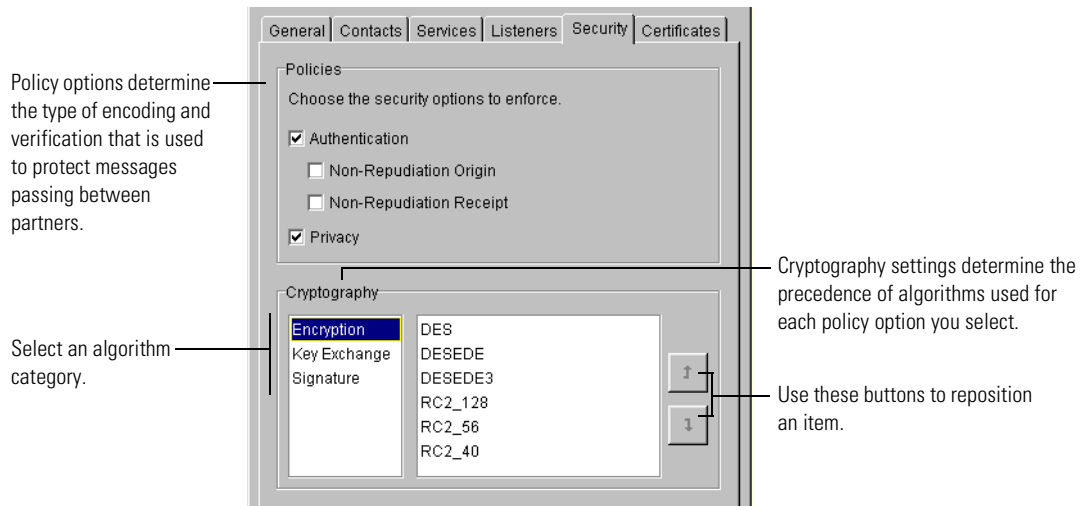 General Contacts Services Listeners Security Certificates
Policy options determine
the type of encoding and
verification that is used
to protect messages
passing between
partners.
Policies
Choose the security options to enforce.
Authentication
Non-Repudiation Origin
Non-Repudiation Receipt
Privacy
Cryptography settings determine the
precedence of algorithms used for
each policy option you select.
Cryptography
Select an algorithm
category.
Encryption
Key Exchange
Signature
DES
DESEDE
DESEDE3
RC2_128
RC2_56
RC2_40
Use these buttons to reposition
an item.